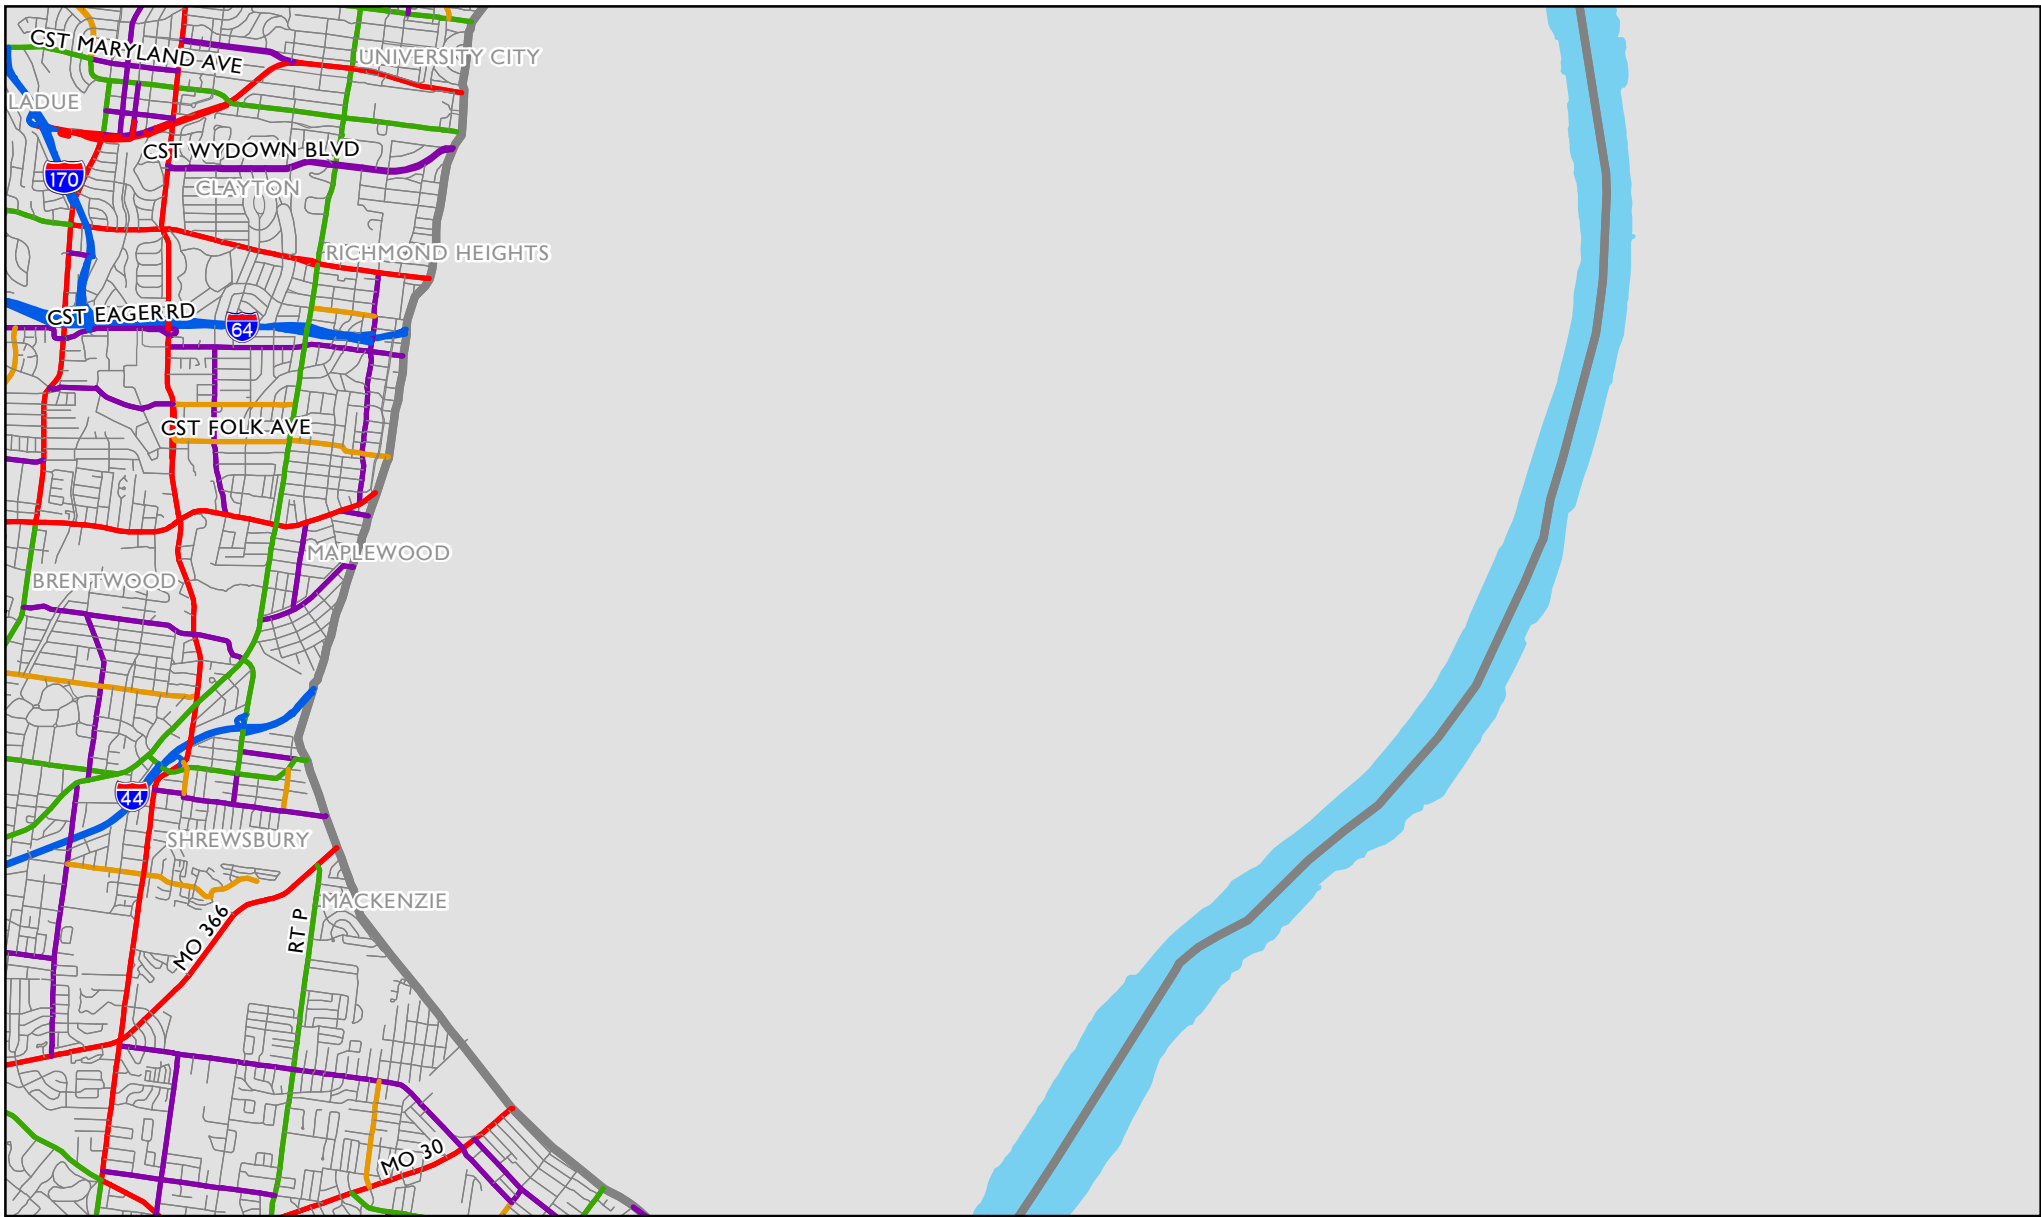 CST MARYLAND AVE
UNIVERSITY CITY
LADUE
CST WYDOWN BLVD
170
CLAYTON
RICHMOND HEIGHTS
CST EAGER RD
64
CST FOLK AVE
MAPLEWOOD
BRENTWOOD
44
SHREWSBURY
MACKENZIE
MO 366
RT P
MO 30